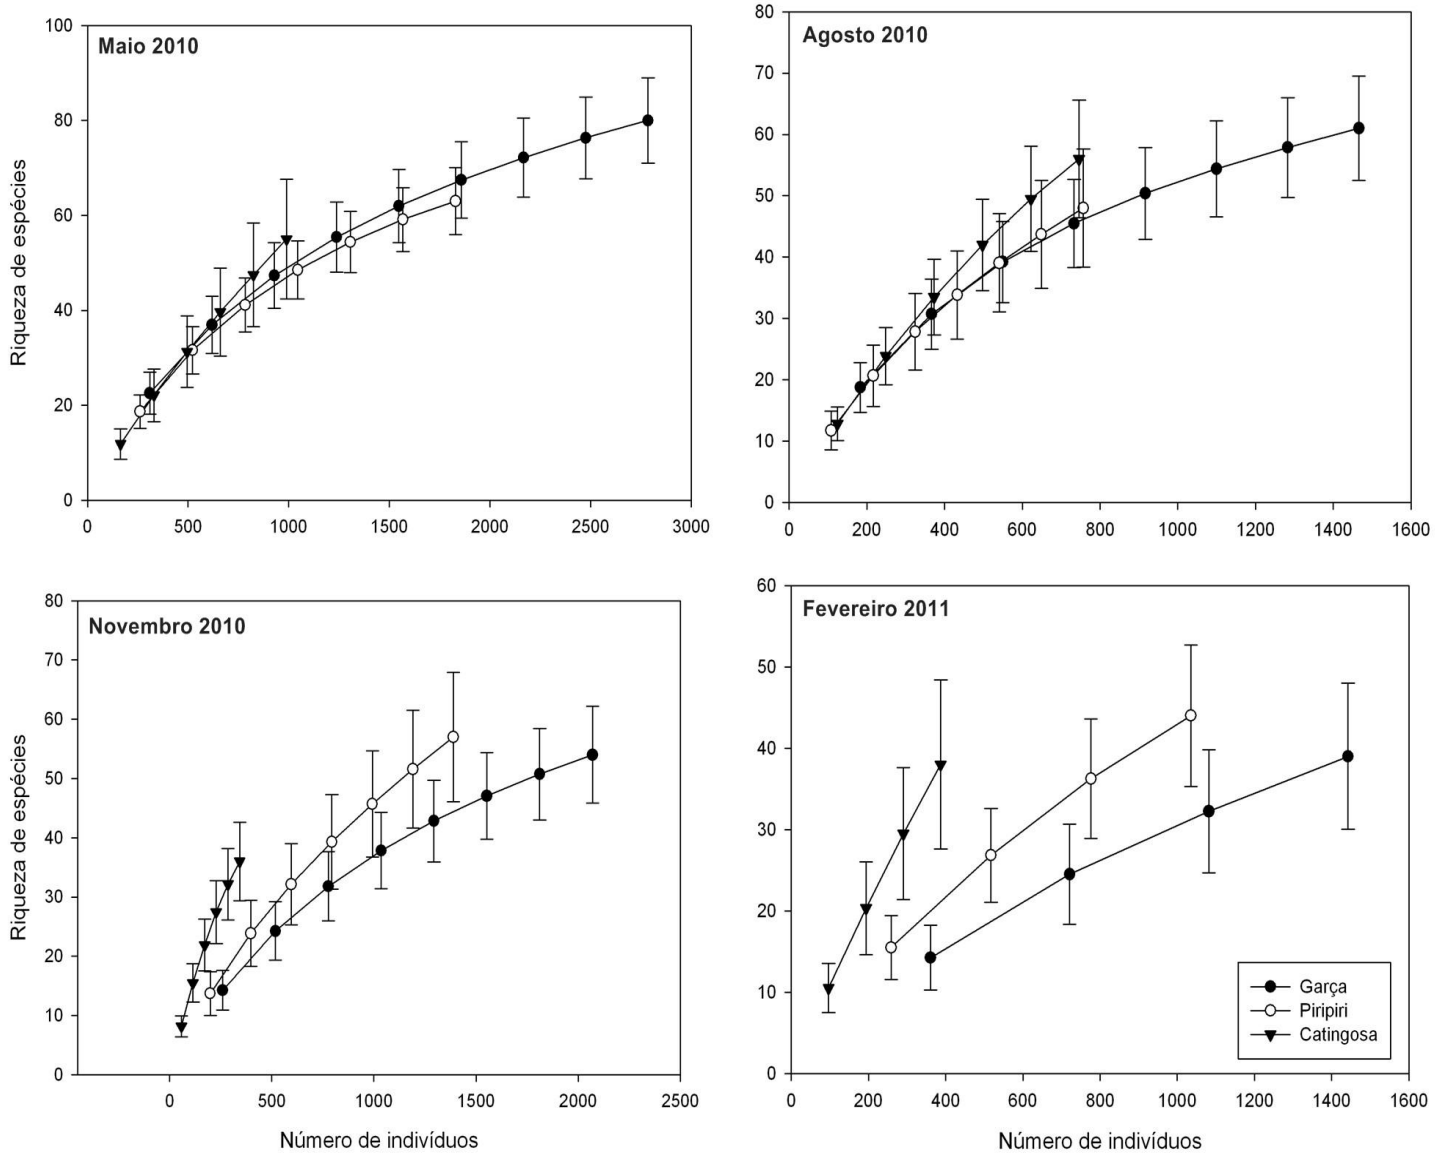 Maio 2010
Riqueza de espécies
100
80
60
40
20
0
0 500 1000 1500 2000 2500 3000
Agosto 2010
80
70
60
50
40
30
20
10
0
0 200 400 600 800 1000 1200 1400 1600
Novembro 2010
Riqueza de espécies
80
70
60
50
40
30
20
10
0
0 500 1000 1500 2000 2500
Número de indivíduos
Fevereiro 2011
60
50
40
30
20
10
0
Garça
Piripiri
Catingosa
0 200 400 600 800 1000 1200 1400 1600
Número de indivíduos